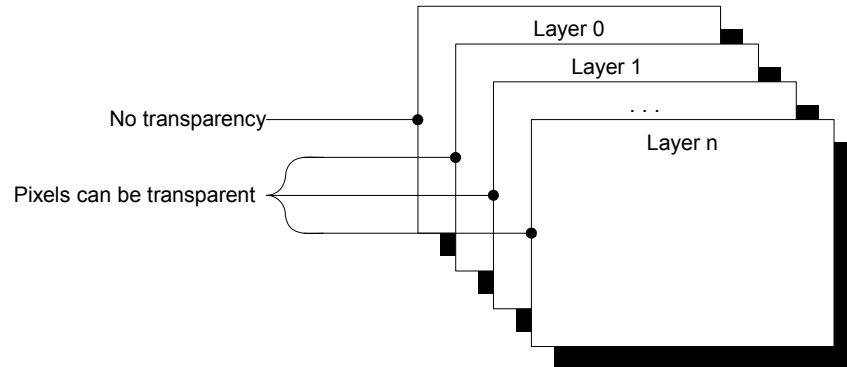 Layer 0
Layer 1
. . .
No transparency
Layer n
Pixels can be transparent